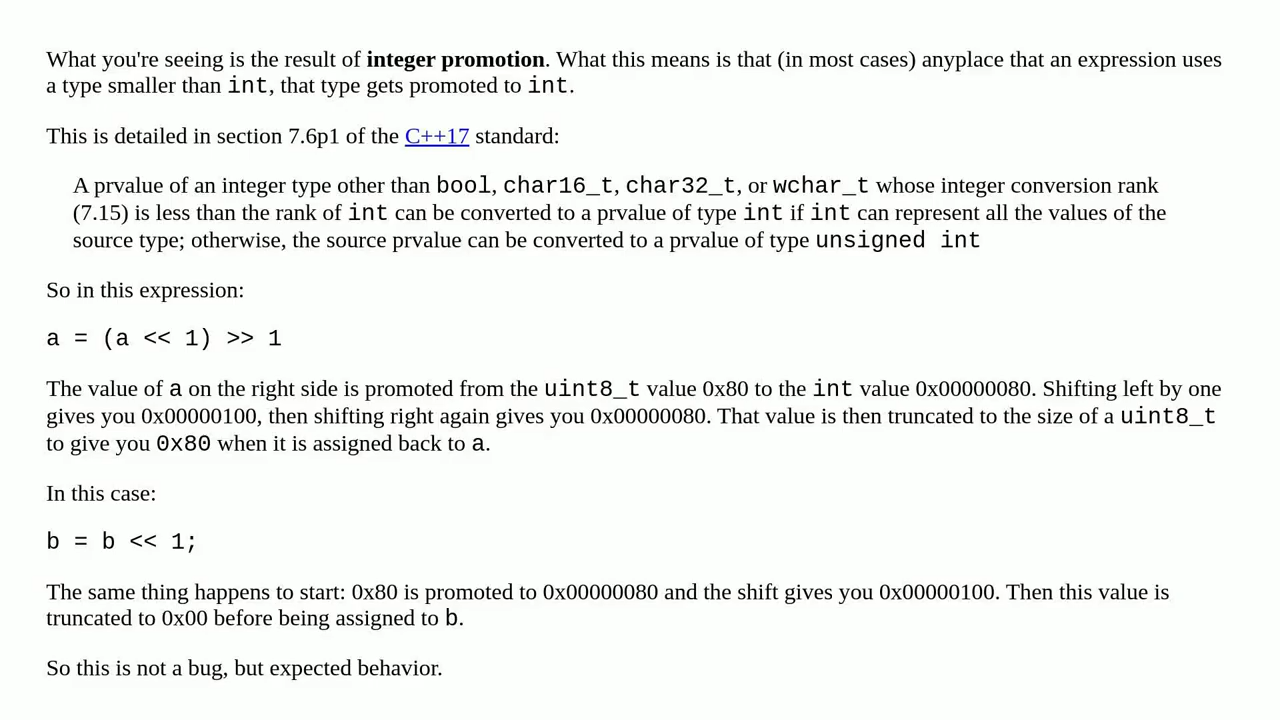 What you're seeing is the result of integer promotion. What this means is that (in most cases) anyplace that an expression uses
a type smaller than int, that type gets promoted to int.
This is detailed in section 7.6p1 of the C++17 standard:
A prvalue of an integer type other than bool, char16_t, char32_t, or wchar_t whose integer conversion rank
(7.15) is less than the rank of int can be converted to a prvalue of type int if int can represent all the values of the
source type; otherwise, the source prvalue can be converted to a prvalue of type unsigned int
So in this expression:
a = (a << 1) >> 1
The value of a on the right side is promoted from the uint8_t value 0x80 to the int value 0x00000080. Shifting left by one
gives you 0x00000100, then shifting right again gives you 0x00000080. That value is then truncated to the size of a uint8_t
to give you 0x80 when it is assigned back to a.
In this case:
b = b << 1;
The same thing happens to start: 0x80 is promoted to 0x00000080 and the shift gives you 0x00000100. Then this value is
truncated to 0x00 before being assigned to b.
So this is not a bug, but expected behavior.